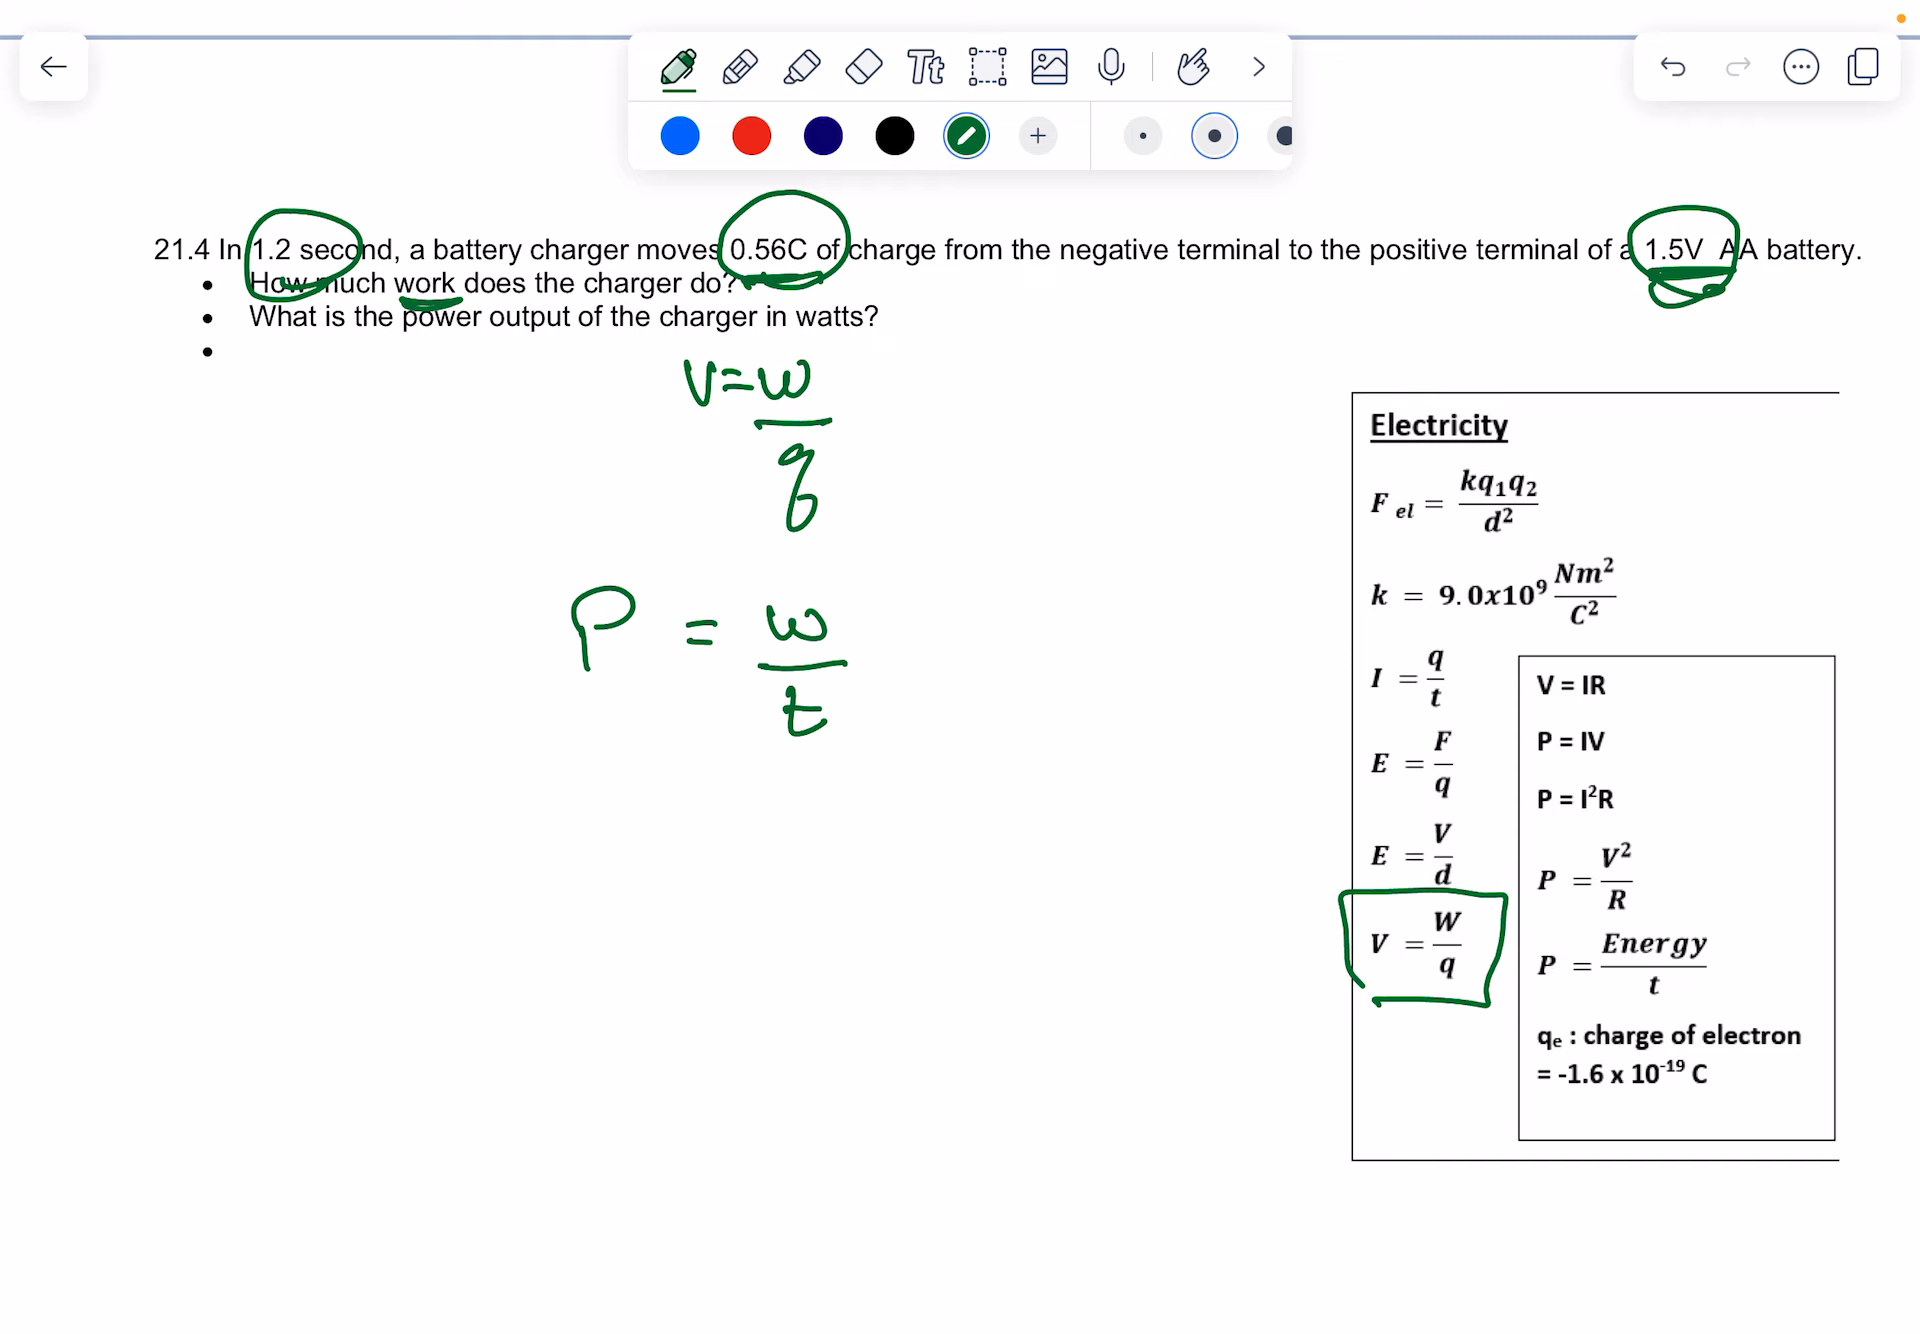 Tt
21.4 In 1.2 second, a battery charger moves 0.56C of charge from the negative terminal to the positive terminal of a 1.5V AA battery.
• How much work does the charger do?
• What is the power output of the charger in watts?
•
V = w / q
P = w / t
Electricity
F el = kq₁q₂ / d²
k = 9.0x10⁹ Nm² / C²
I = q / t
E = F / q
E = V / d
V = W / q
V = IR
P = IV
P = I²R
P = V² / R
P = Energy / t
qₑ : charge of electron
= -1.6 x 10⁻¹⁹ C